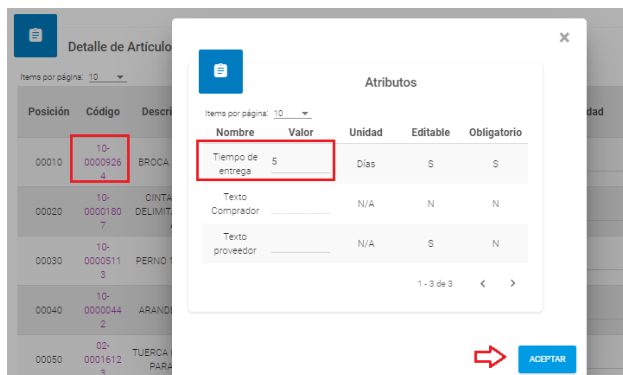 Detalle de Artículo
Items por página: 10
Posición Código Descri
00010 10-
0000926
4 BROCA
00020 10-
0000180
7 CINTA
DELIMIT
00030 10-
0000511
3 PERNO 1
00040 10-
0000044
2 ARANDE
00050 02-
0001612
3 TUERCA
PARA
dad
×
Atributos
Items por página: 10
Nombre Valor Unidad Editable Obligatorio
Tiempo de
entrega 5 Días S S
Texto
Comprador N/A N N
Texto
proveedor N/A S N
1 - 3 de 3 < >
ACEPTAR